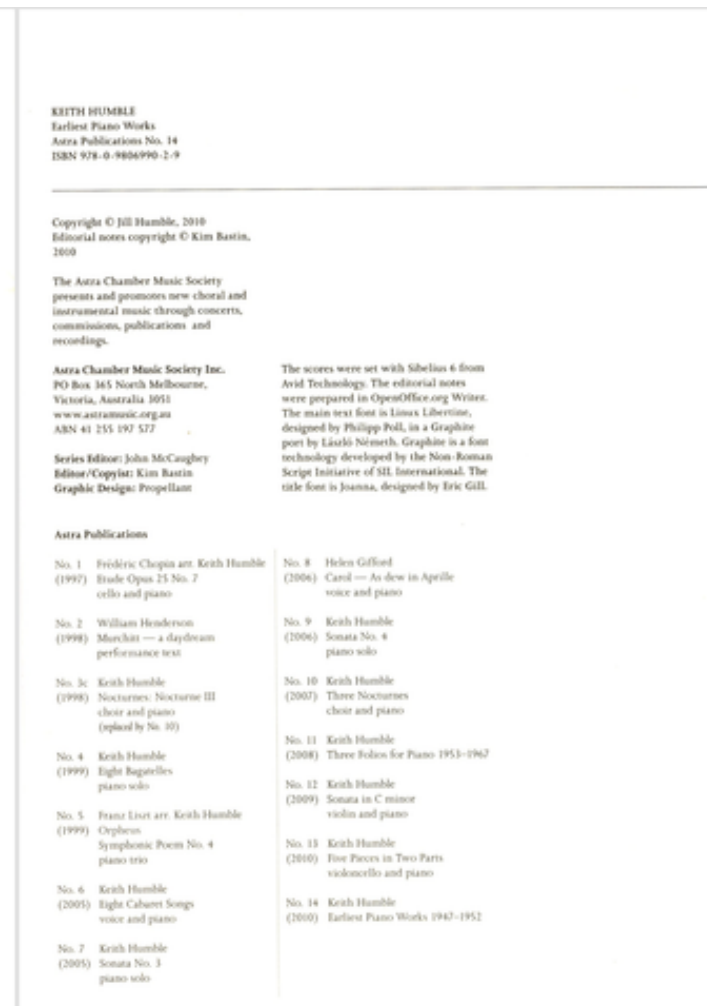 KEITH HUMBLE
Earliest Piano Works
Astra Publications No. 14
ISBN 978-0-9806990-2-9
Copyright © Jill Humble, 2010
Editorial notes copyright © Kim Bastin,
2010
The Astra Chamber Music Society
presents and promotes new choral and
instrumental music through concerts,
commissions, publications and
recordings.
Astra Chamber Music Society Inc.
PO Box 365 North Melbourne,
Victoria, Australia 3051
www.astramusic.org.au
ABN 41 255 197 577
Series Editor: John McCaughey
Editor/Copyist: Kim Bastin
Graphic Design: Propellant
The scores were set with Sibelius 6 from
Avid Technology. The editorial notes
were prepared in OpenOffice.org Writer.
The main text font is Linux Libertine,
designed by Philipp Poll, in a Graphite
port by László Németh. Graphite is a font
technology developed by the Non-Roman
Script Initiative of SIL International. The
title font is Joanna, designed by Eric Gill.
Astra Publications
No. 1 Frédéric Chopin arr. Keith Humble
(1997) Etude Opus 25 No. 7
cello and piano
No. 2 William Henderson
(1998) Murchitt — a daydream
performance text
No. 3c Keith Humble
(1998) Nocturnes: Nocturne III
choir and piano
(replaced by No. 10)
No. 4 Keith Humble
(1999) Eight Bagatelles
piano solo
No. 5 Franz Liszt arr. Keith Humble
(1999) Orpheus
Symphonic Poem No. 4
piano trio
No. 6 Keith Humble
(2005) Eight Cabaret Songs
voice and piano
No. 7 Keith Humble
(2005) Sonata No. 3
piano solo
No. 8 Helen Gifford
(2006) Carol — As dew in Aprille
voice and piano
No. 9 Keith Humble
(2006) Sonata No. 4
piano solo
No. 10 Keith Humble
(2007) Three Nocturnes
choir and piano
No. 11 Keith Humble
(2008) Three Folios for Piano 1953–1967
No. 12 Keith Humble
(2009) Sonata in C minor
violin and piano
No. 13 Keith Humble
(2010) Five Pieces in Two Parts
violoncello and piano
No. 14 Keith Humble
(2010) Earliest Piano Works 1947–1952